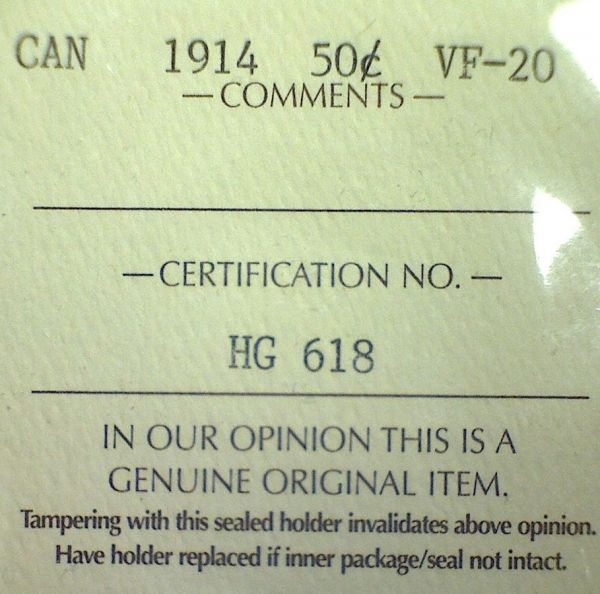 CAN 1914 50¢ VF-20
—COMMENTS—
—CERTIFICATION NO.—
HG 618
IN OUR OPINION THIS IS A
GENUINE ORIGINAL ITEM.
Tampering with this sealed holder invalidates above opinion.
Have holder replaced if inner package/seal not intact.